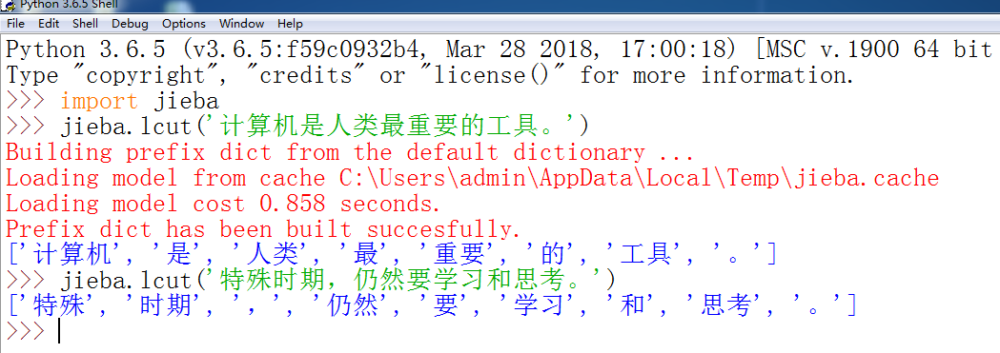 Python 3.6.5 Shell
File Edit Shell Debug Options Window Help
Python 3.6.5 (v3.6.5:f59c0932b4, Mar 28 2018, 17:00:18) [MSC v.1900 64 bit
Type "copyright", "credits" or "license()" for more information.
>>> import jieba
>>> jieba.lcut('计算机是人类最重要的工具。')
Building prefix dict from the default dictionary ...
Loading model from cache C:\Users\admin\AppData\Local\Temp\jieba.cache
Loading model cost 0.858 seconds.
Prefix dict has been built succesfully.
['计算机', '是', '人类', '最', '重要', '的', '工具', '。']
>>> jieba.lcut('特殊时期，仍然要学习和思考。')
['特殊', '时期', '，', '仍然', '要', '学习', '和', '思考', '。']
>>>